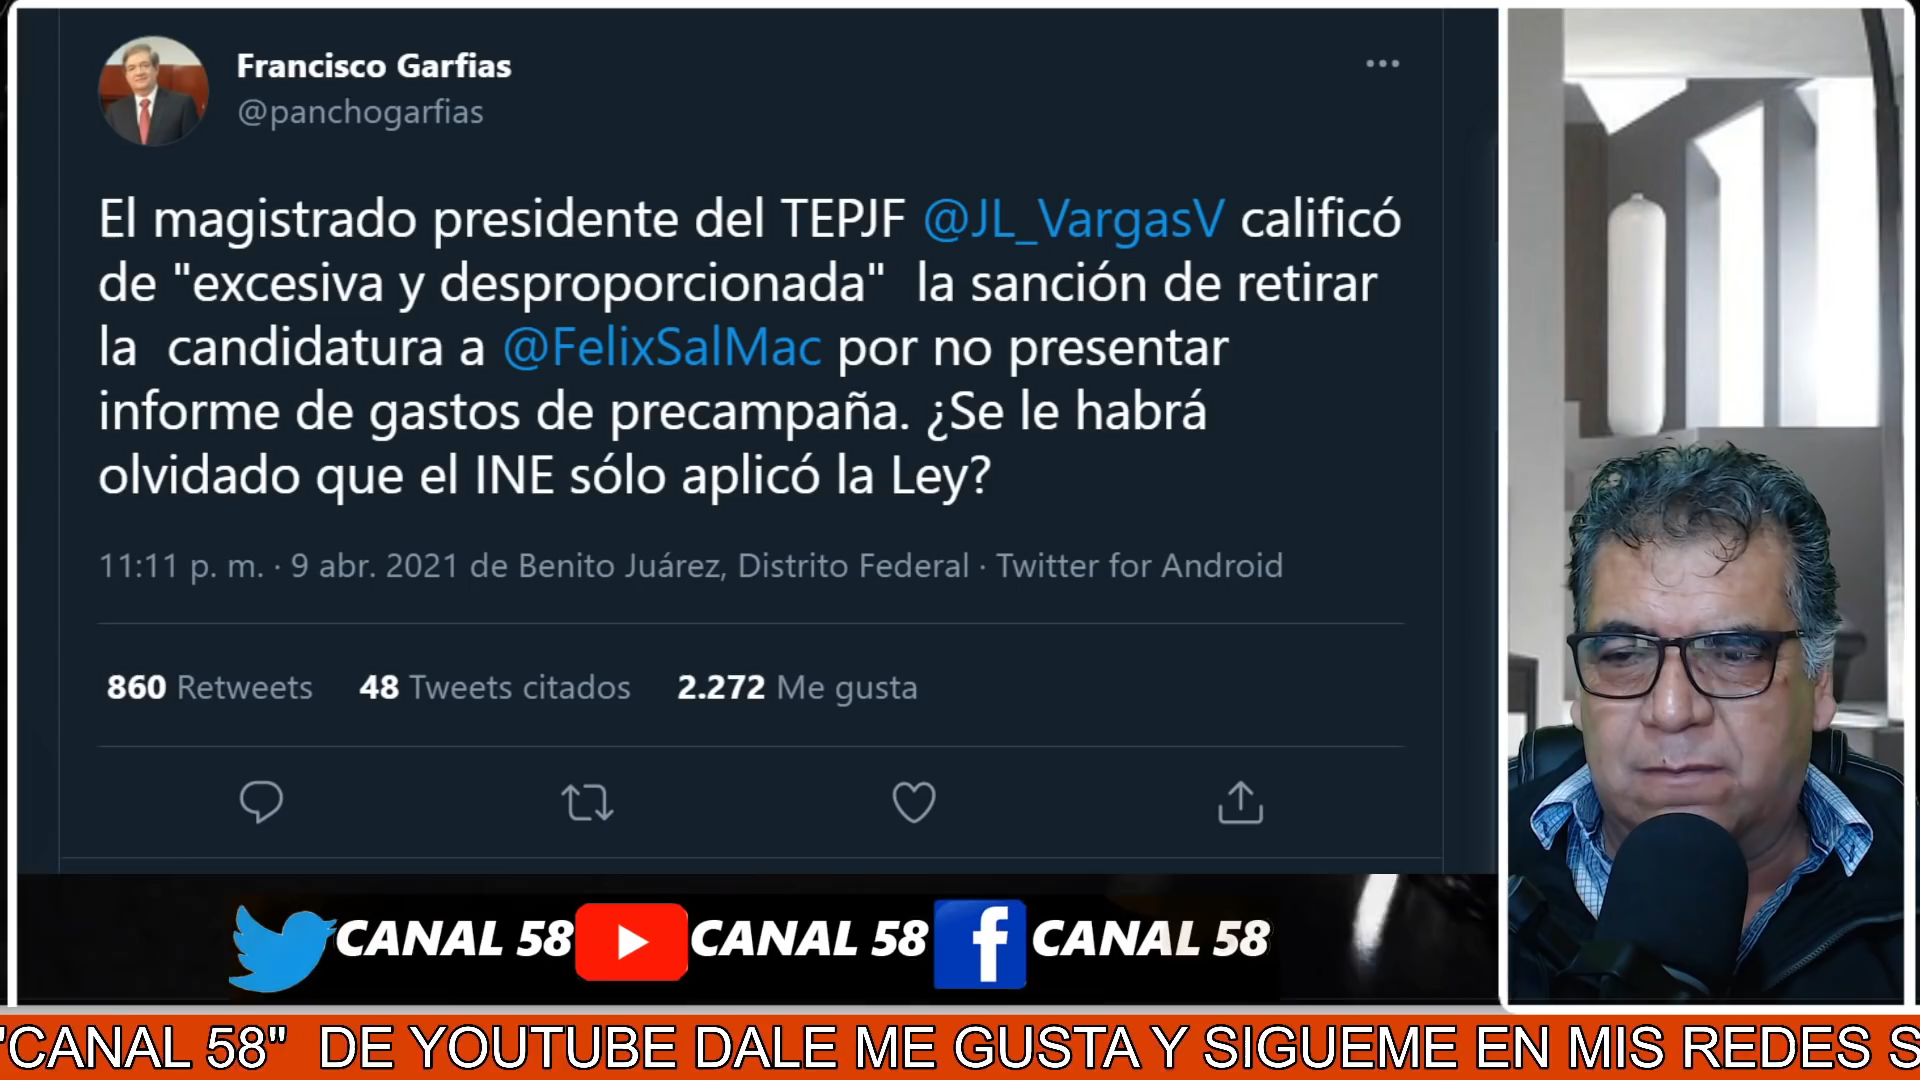 Francisco Garfias
@panchogarfias
El magistrado presidente del TEPJF @JL_VargasV calificó
de "excesiva y desproporcionada"  la sanción de retirar
la  candidatura a @FelixSalMac por no presentar
informe de gastos de precampaña. ¿Se le habrá
olvidado que el INE sólo aplicó la Ley?
11:11 p. m. · 9 abr. 2021 de Benito Juárez, Distrito Federal · Twitter for Android
860 Retweets 48 Tweets citados 2.272 Me gusta
CANAL 58 CANAL 58 CANAL 58
"CANAL 58"  DE YOUTUBE DALE ME GUSTA Y SIGUEME EN MIS REDES S